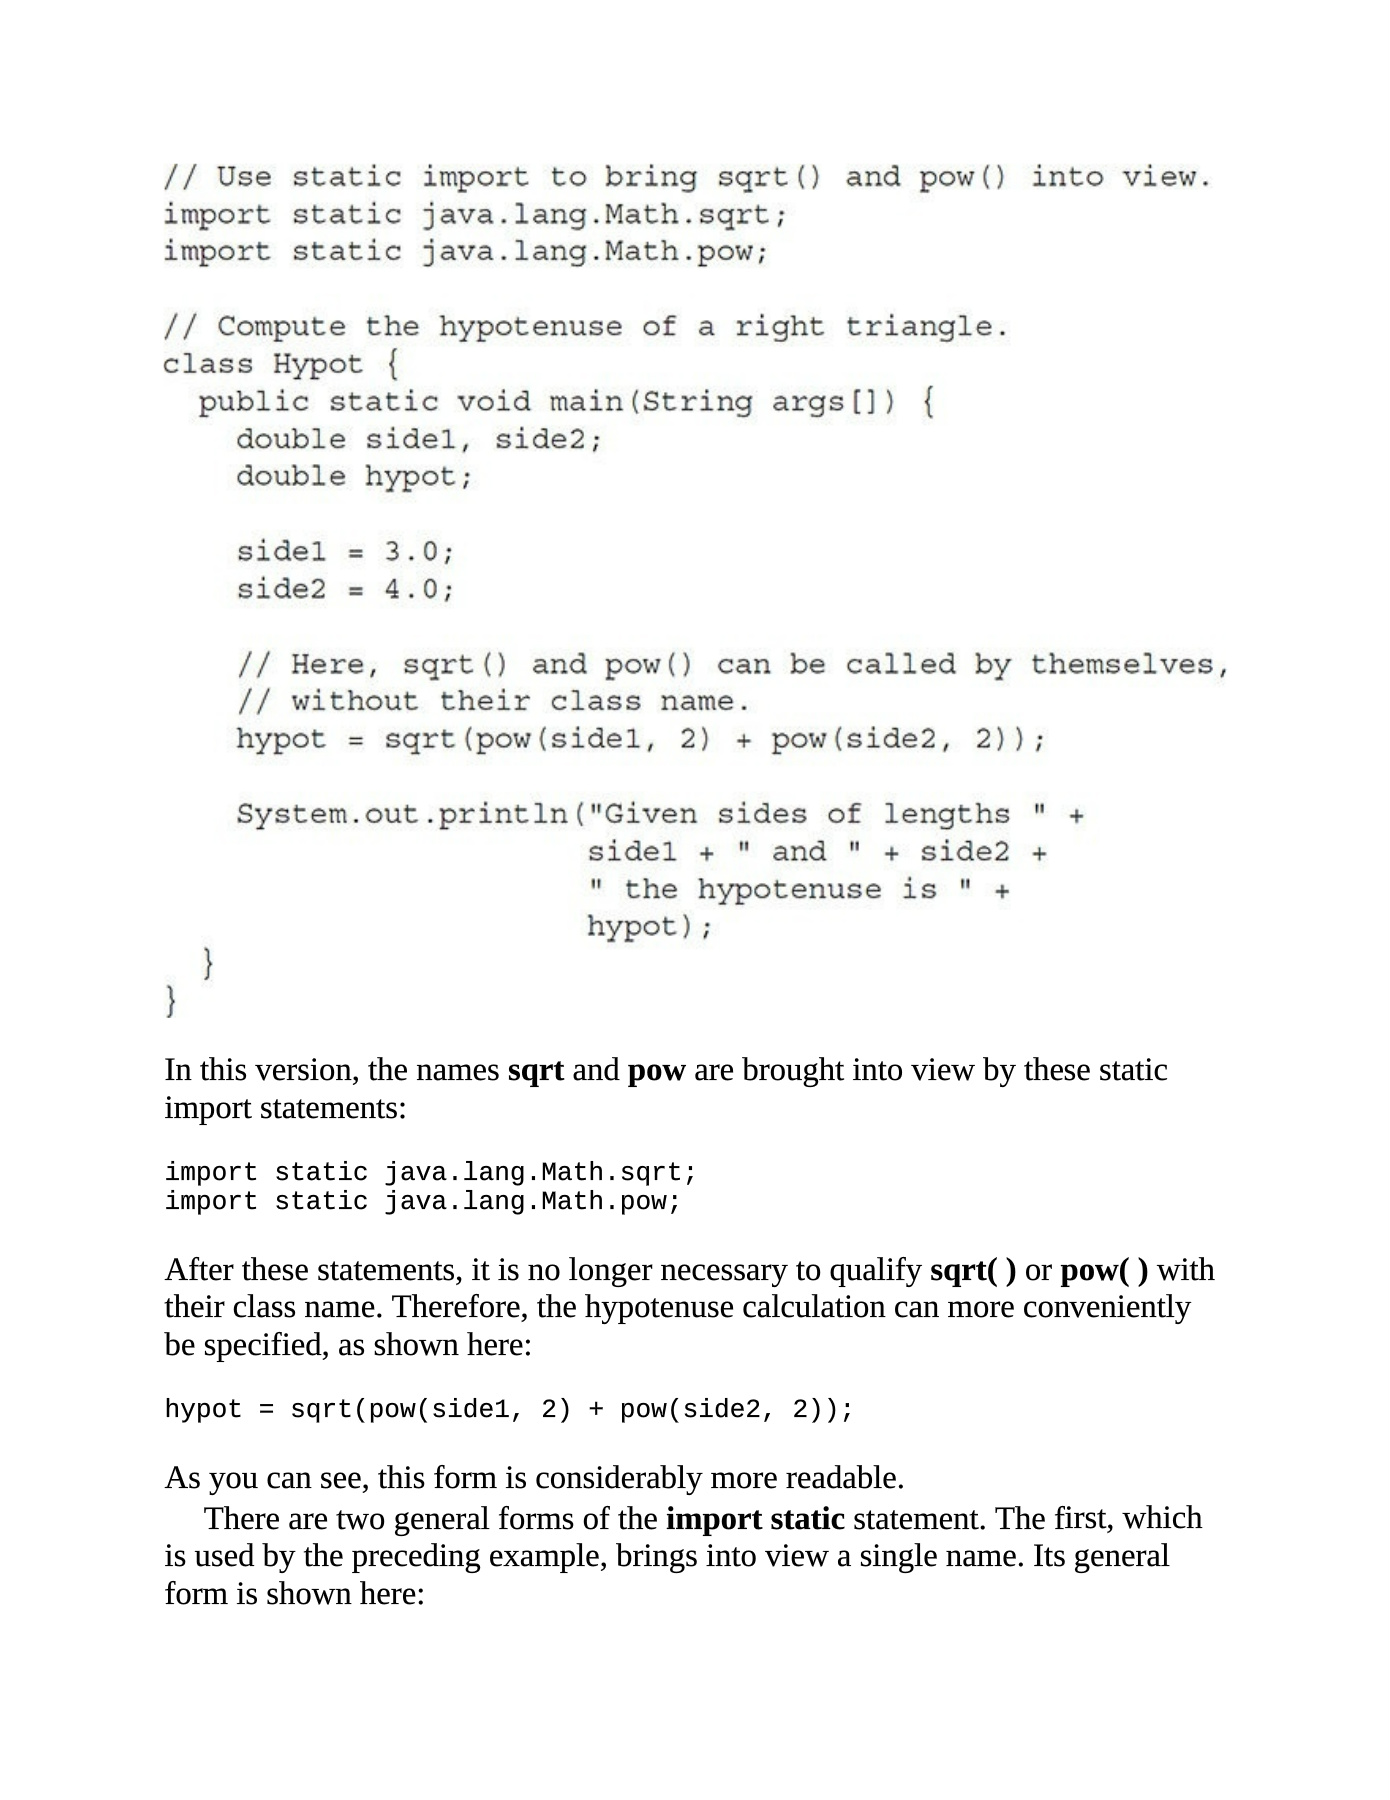 // Use static import to bring sqrt() and pow() into view.
import static java.lang.Math.sqrt;
import static java.lang.Math.pow;

// Compute the hypotenuse of a right triangle.
class Hypot {
  public static void main(String args[]) {
    double side1, side2;
    double hypot;

    side1 = 3.0;
    side2 = 4.0;

    // Here, sqrt() and pow() can be called by themselves,
    // without their class name.
    hypot = sqrt(pow(side1, 2) + pow(side2, 2));

    System.out.println("Given sides of lengths " +
                       side1 + " and " + side2 +
                       " the hypotenuse is " +
                       hypot);
  }
}
In this version, the names sqrt and pow are brought into view by these static
import statements:
import static java.lang.Math.sqrt;
import static java.lang.Math.pow;
After these statements, it is no longer necessary to qualify sqrt( ) or pow( ) with
their class name. Therefore, the hypotenuse calculation can more conveniently
be specified, as shown here:
hypot = sqrt(pow(side1, 2) + pow(side2, 2));
As you can see, this form is considerably more readable.
There are two general forms of the import static statement. The first, which
is used by the preceding example, brings into view a single name. Its general
form is shown here: